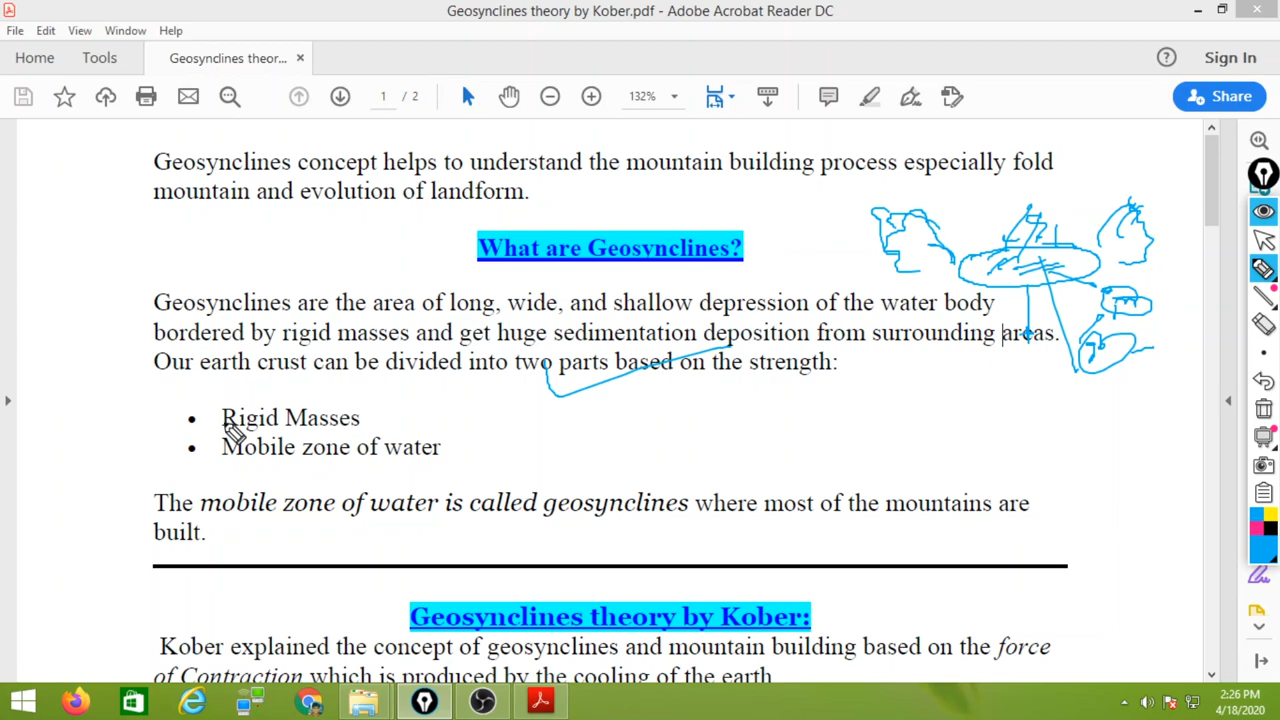 Geosynclines theory by Kober.pdf - Adobe Acrobat Reader DC
File Edit View Window Help
Home Tools Geosynclines theor... Sign In
1 / 2 132% Share
Geosynclines concept helps to understand the mountain building process especially fold
mountain and evolution of landform.
What are Geosynclines?
Geosynclines are the area of long, wide, and shallow depression of the water body
bordered by rigid masses and get huge sedimentation deposition from surrounding areas.
Our earth crust can be divided into two parts based on the strength:
• Rigid Masses
• Mobile zone of water
The mobile zone of water is called geosynclines where most of the mountains are
built.
Geosynclines theory by Kober:
Kober explained the concept of geosynclines and mountain building based on the force
of Contraction which is produced by the cooling of the earth
2:26 PM
4/18/2020